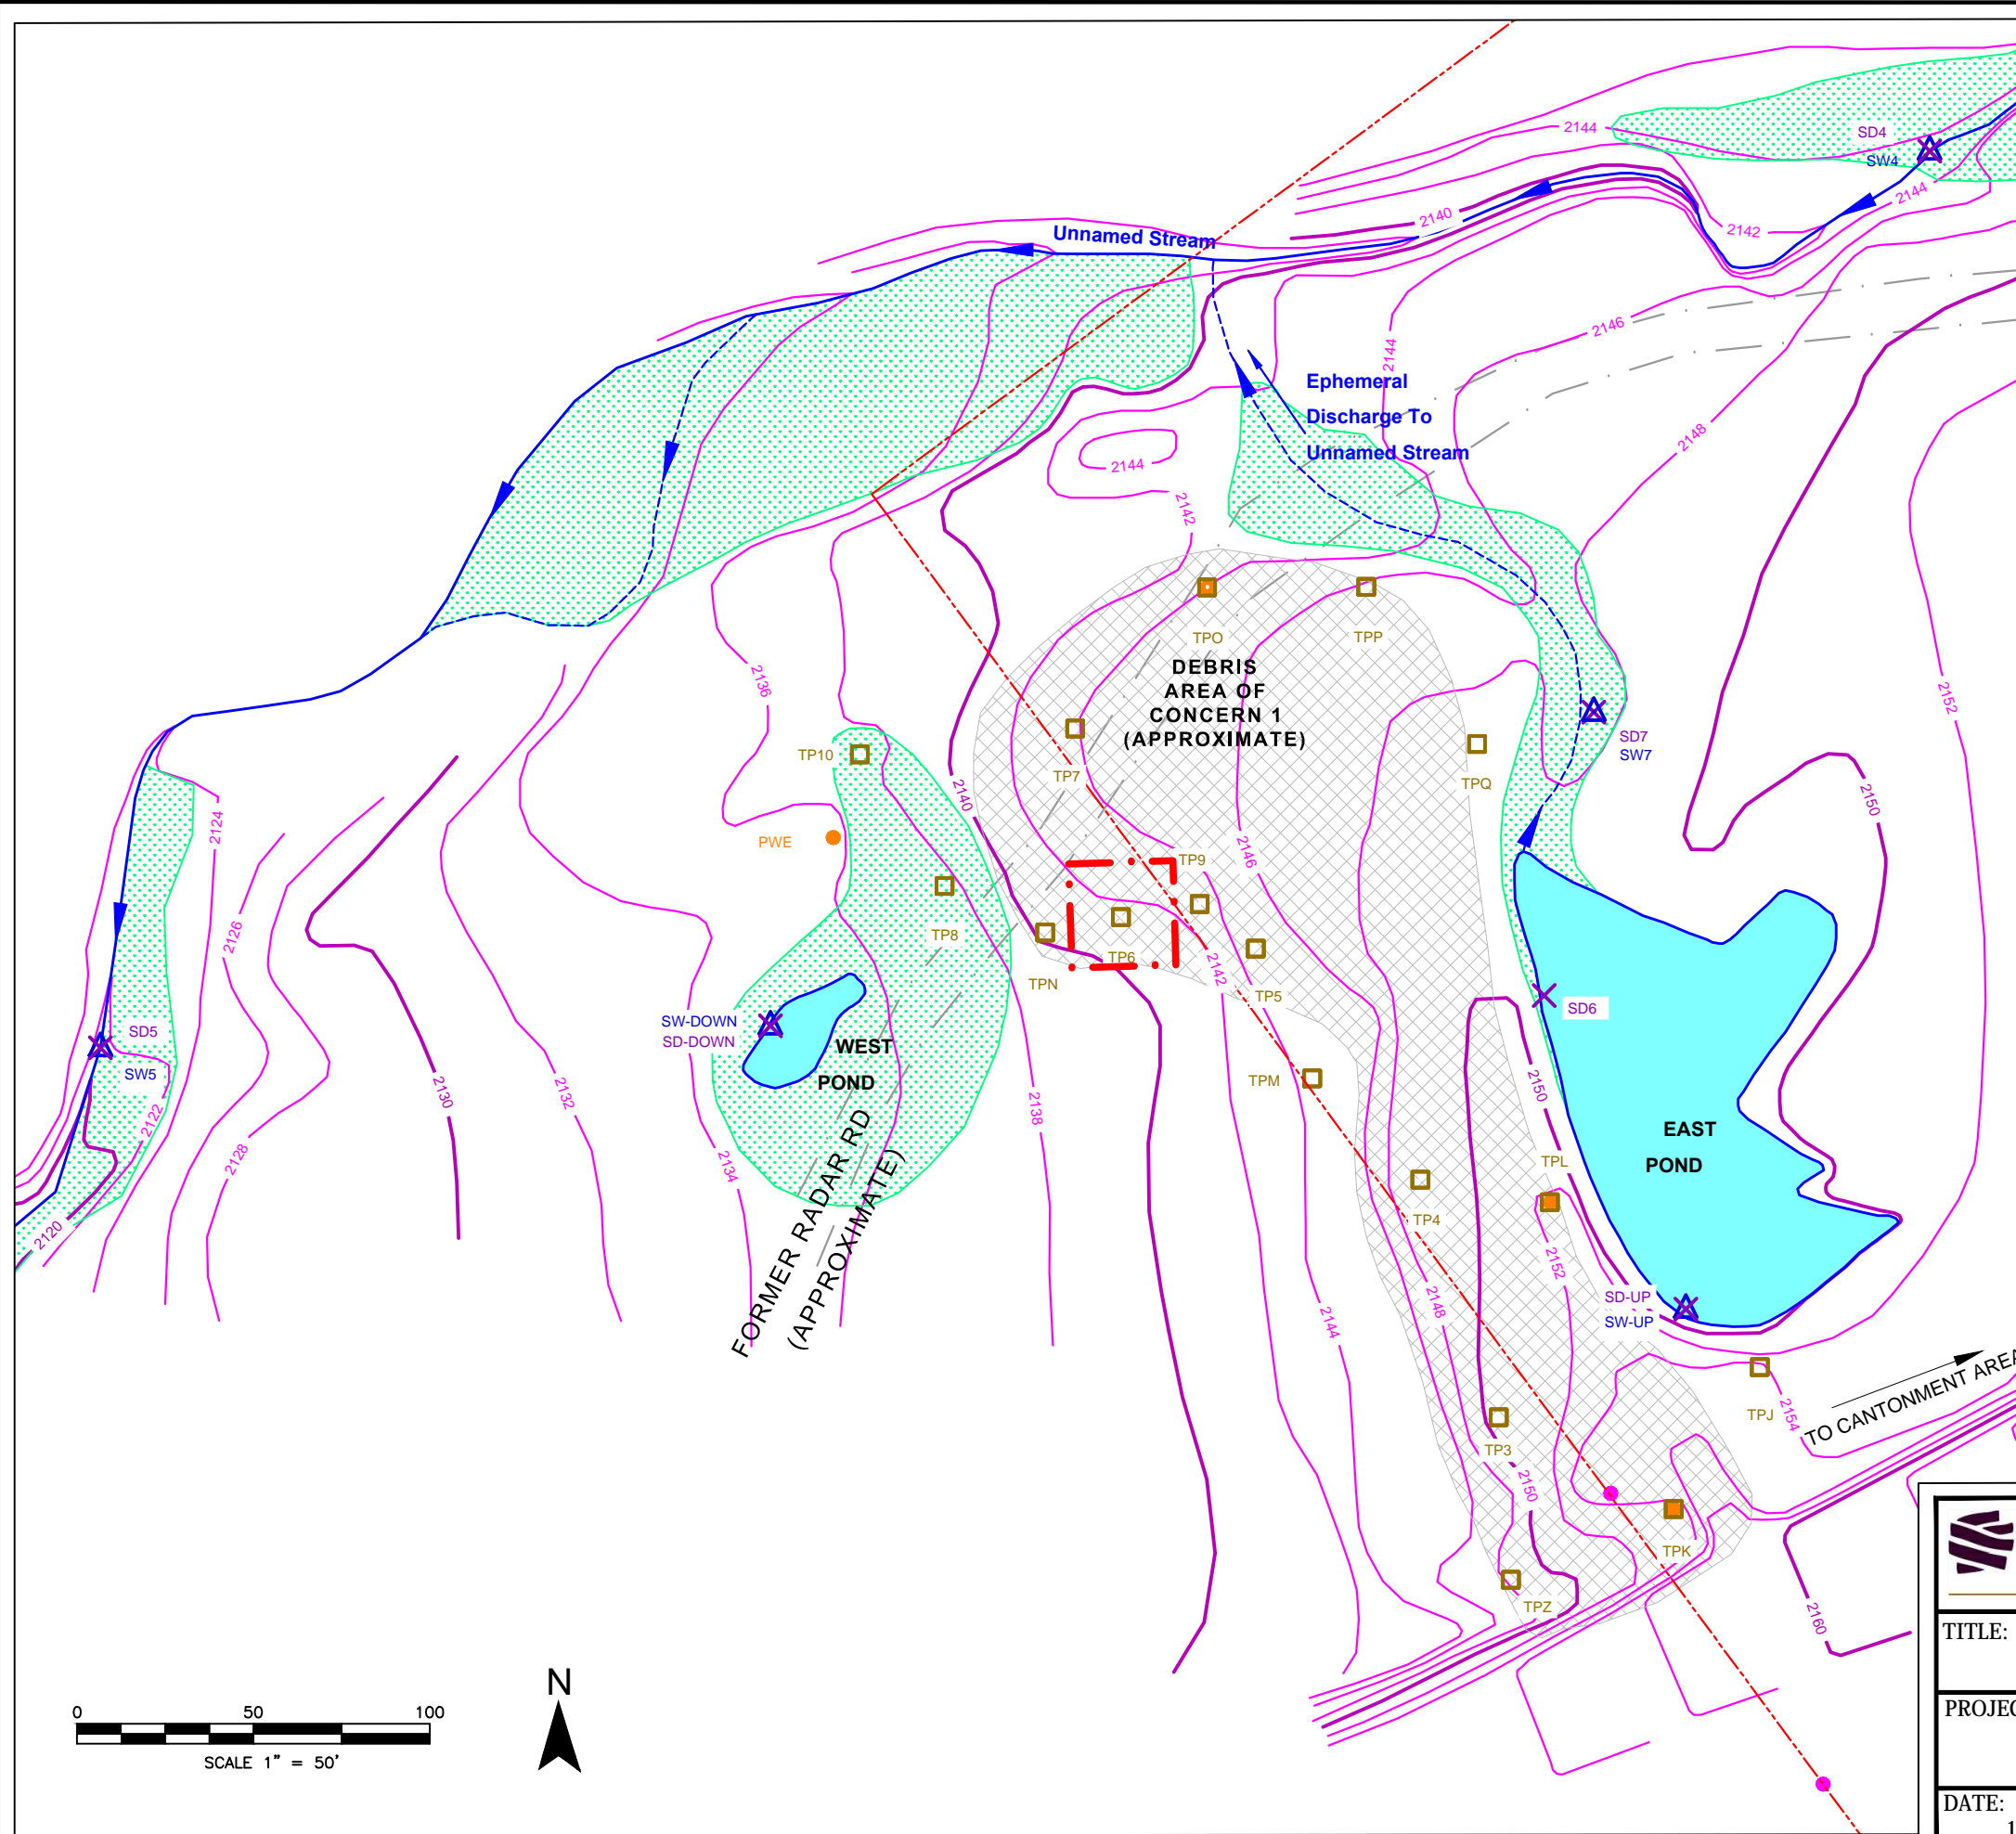 2144
SD4
SW4
2144
2140
2142
Unnamed Stream
2146
2144
Ephemeral
Discharge To
Unnamed Stream
2148
2144
2142
TPO
TPP
DEBRIS
AREA OF
CONCERN 1
(APPROXIMATE)
2136
2152
SD7
SW7
TP10
TP7
TPQ
2140
2150
2124
PWE
2146
TP9
2126
TP8
TP6
2142
TPN
TP5
SD6
SW-DOWN
SD-DOWN
SD5
SW5
WEST
POND
TPM
2150
2130
2132
2138
2122
EAST
POND
2128
2134
TPL
TP4
2120
FORMER RADAR RD
(APPROXIMATE)
2152
SD-UP
SW-UP
2148
2144
TPJ
2154
TO CANTONMENT AREA
TP3
2150
TPK
TPZ
2160
TITLE:
N
0 50 100
SCALE 1" = 50'
PROJEC
DATE:
1